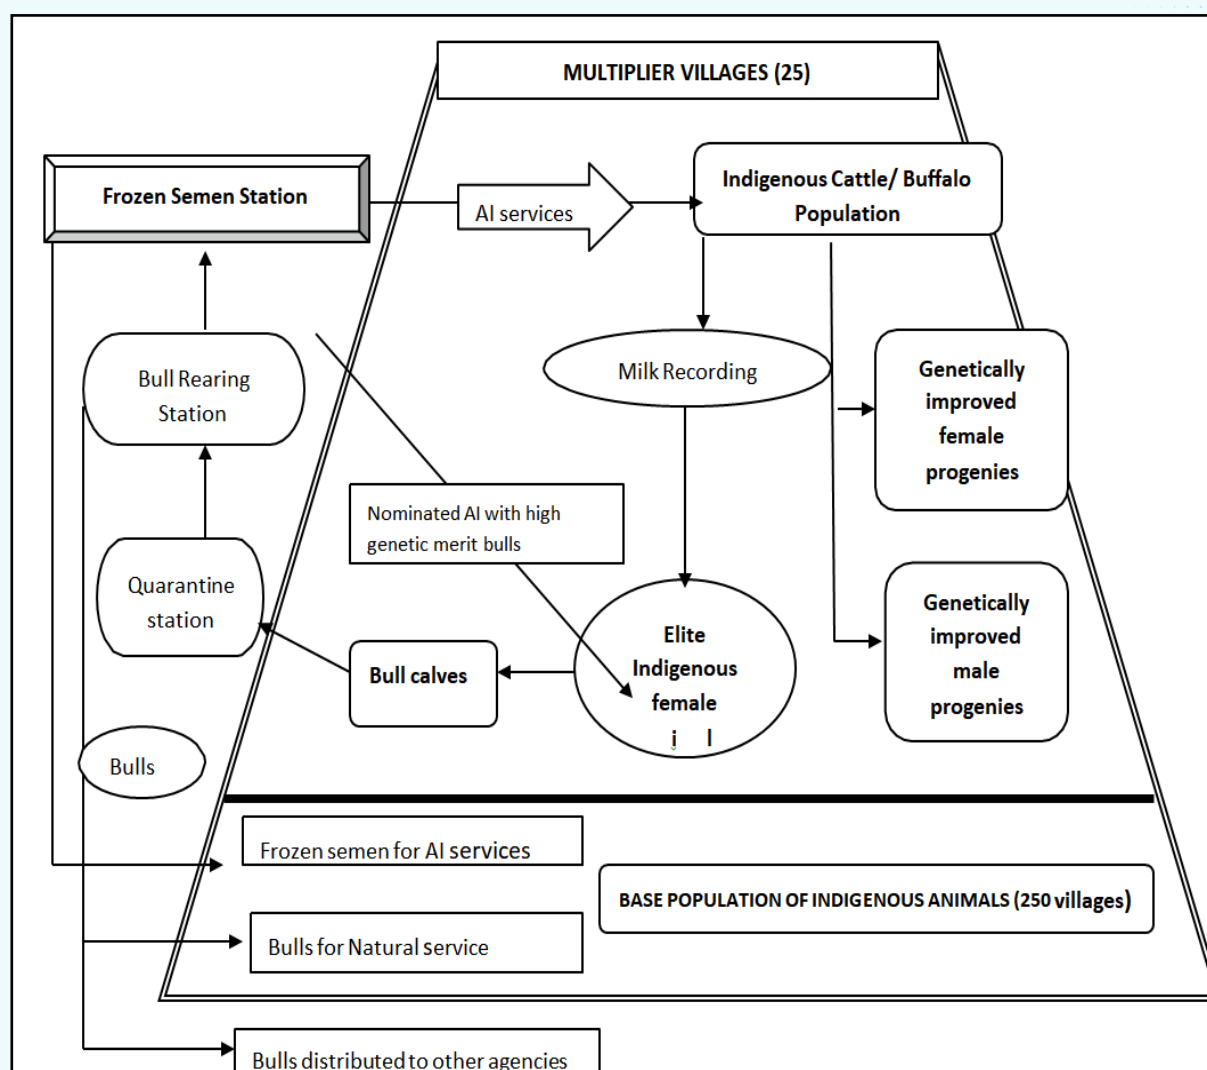 MULTIPLIER VILLAGES (25)
Frozen Semen Station
AI services
Indigenous Cattle/ Buffalo
Population
Bull Rearing
Station
Milk Recording
Genetically
improved
female
progenies
Nominated AI with high
genetic merit bulls
Quarantine
station
Bull calves
Elite
Indigenous
female
Genetically
improved
male
progenies
Bulls
Frozen semen for AI services
BASE POPULATION OF INDIGENOUS ANIMALS (250 villages)
Bulls for Natural service
Bulls distributed to other agencies